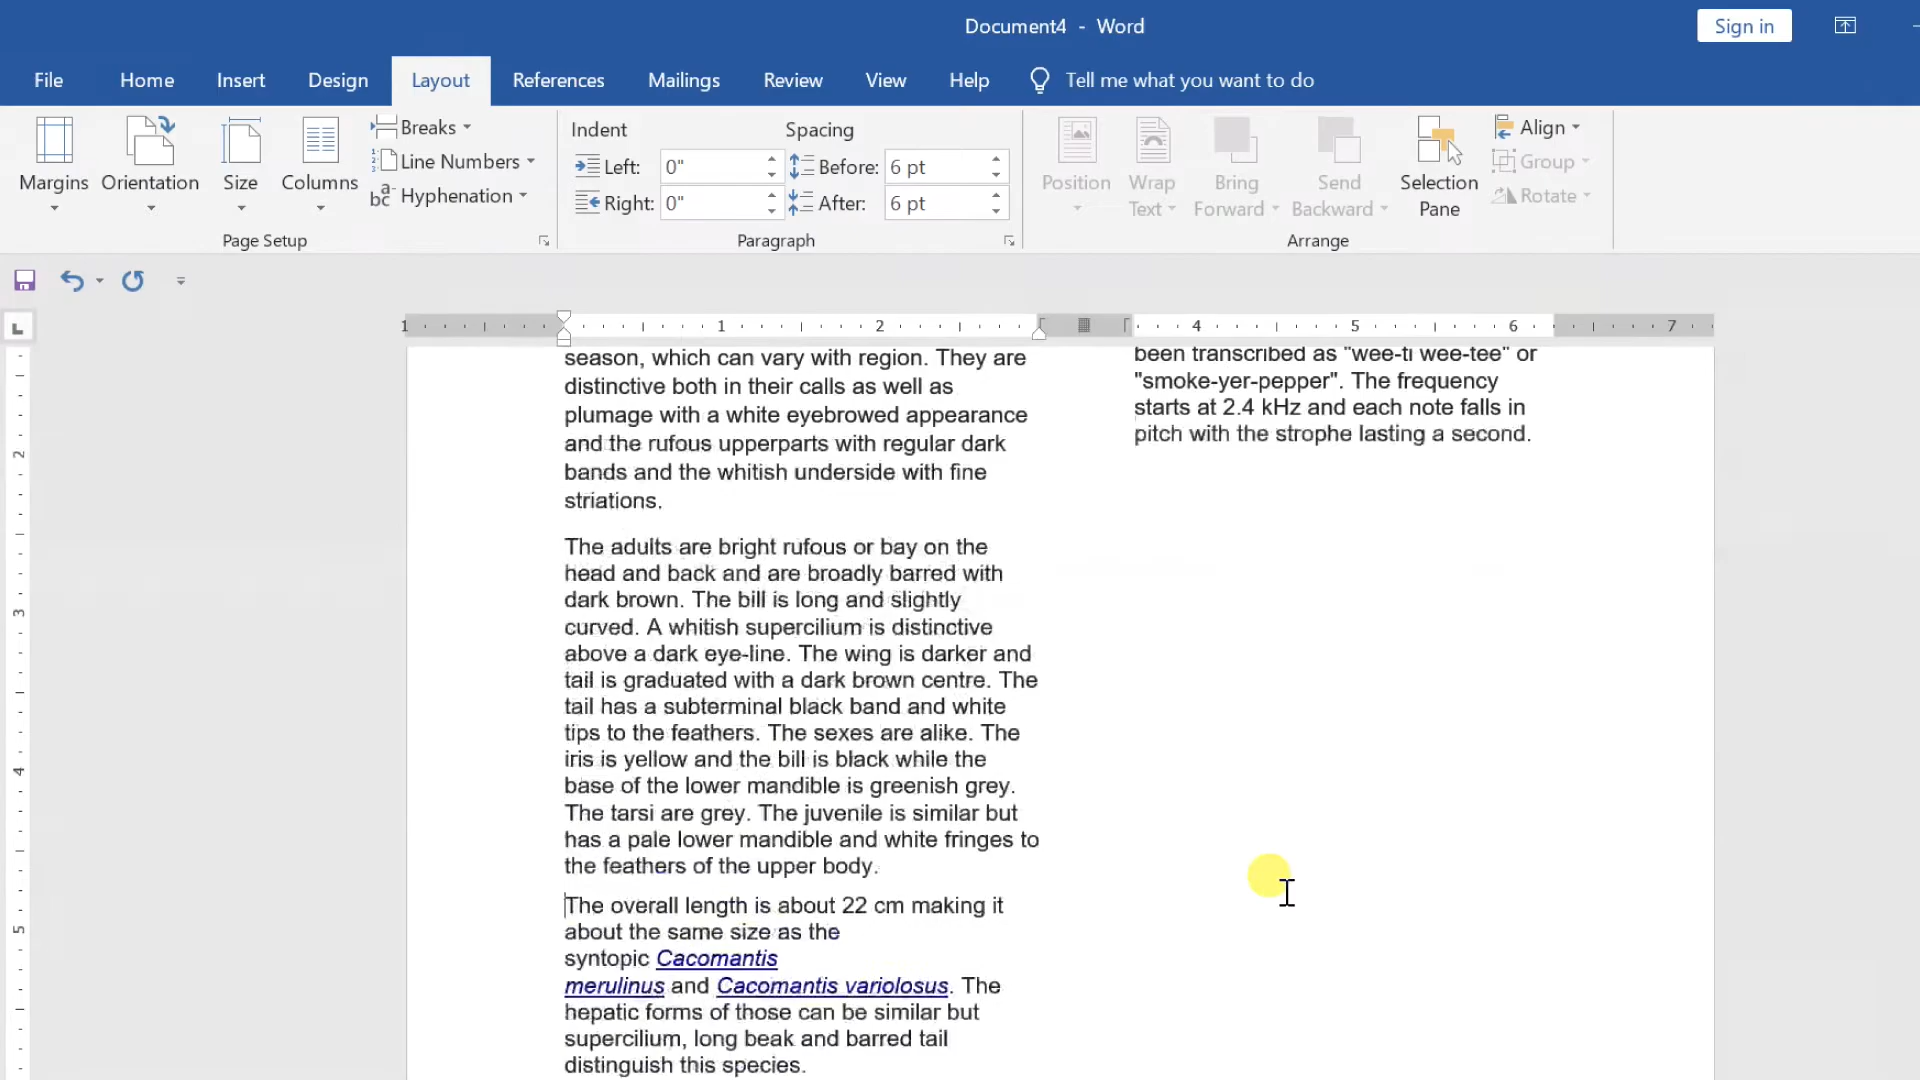 Document4 - Word
Sign in
File Home Insert Design Layout References Mailings Review View Help Tell me what you want to do
Margins
Orientation
Size
Columns
Breaks
Line Numbers
Hyphenation
Page Setup
Indent
Left: 0"
Right: 0"
Spacing
Before: 6 pt
After: 6 pt
Paragraph
Position
Wrap
Text
Bring
Forward
Send
Backward
Selection
Pane
Align
Group
Rotate
Arrange
1 1 2 4 5 6 7
2
3
4
5
season, which can vary with region. They are
distinctive both in their calls as well as
plumage with a white eyebrowed appearance
and the rufous upperparts with regular dark
bands and the whitish underside with fine
striations.
The adults are bright rufous or bay on the
head and back and are broadly barred with
dark brown. The bill is long and slightly
curved. A whitish supercilium is distinctive
above a dark eye-line. The wing is darker and
tail is graduated with a dark brown centre. The
tail has a subterminal black band and white
tips to the feathers. The sexes are alike. The
iris is yellow and the bill is black while the
base of the lower mandible is greenish grey.
The tarsi are grey. The juvenile is similar but
has a pale lower mandible and white fringes to
the feathers of the upper body.
The overall length is about 22 cm making it
about the same size as the
syntopic Cacomantis
merulinus and Cacomantis variolosus. The
hepatic forms of those can be similar but
supercilium, long beak and barred tail
distinguish this species.
been transcribed as "wee-ti wee-tee" or
"smoke-yer-pepper". The frequency
starts at 2.4 kHz and each note falls in
pitch with the strophe lasting a second.